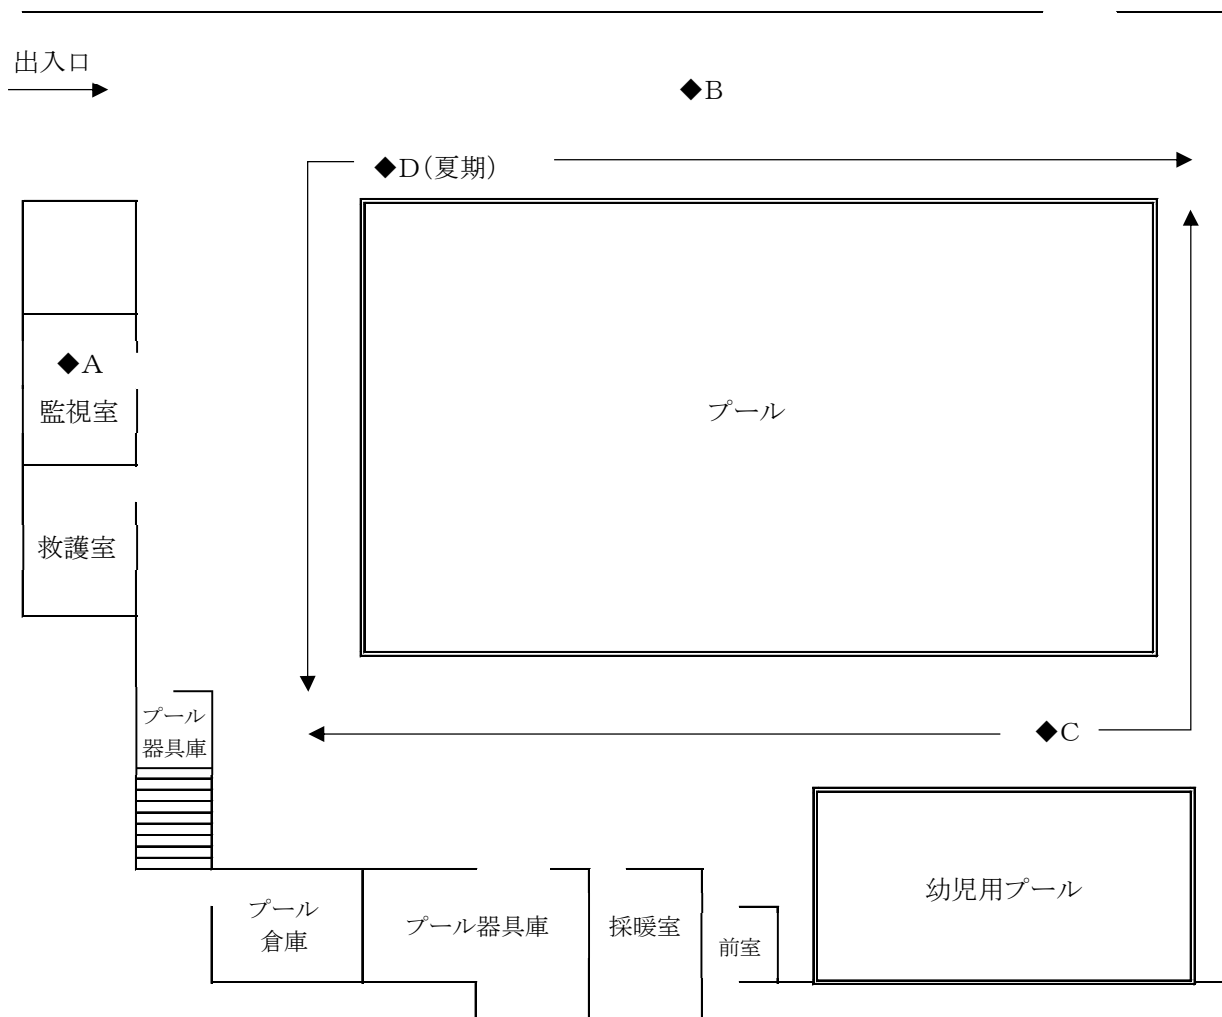 出入口
◆B
◆D(夏期)
◆A
監視室
プール
救護室
プール
器具庫
◆C
幼児用プール
プール
倉庫
プール器具庫
採暖室
前室